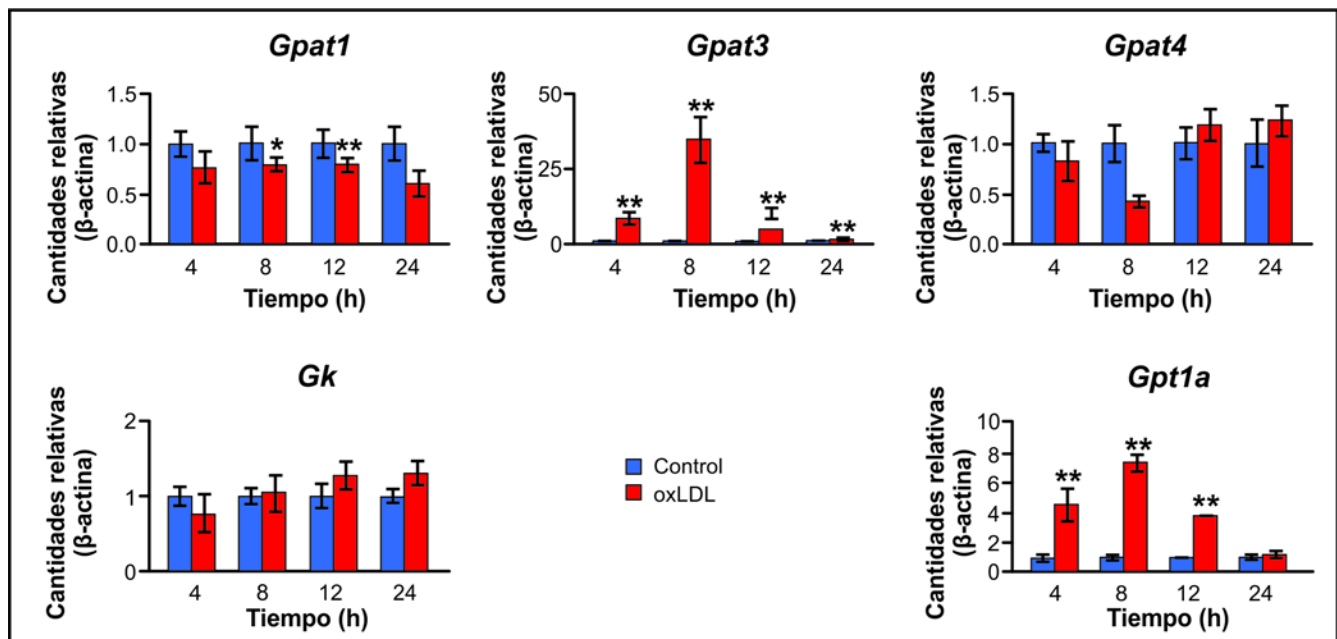 Gpat1
Cantidades relativas
(β-actina)
1.5
1.0
0.5
0.0
* **
4 8 12 24
Tiempo (h)
Gpat3
Cantidades relativas
(β-actina)
50
25
0
** ** ** **
4 8 12 24
Tiempo (h)
Gpat4
Cantidades relativas
(β-actina)
1.5
1.0
0.5
0.0
4 8 12 24
Tiempo (h)
Gk
Cantidades relativas
(β-actina)
2
1
0
4 8 12 24
Tiempo (h)
Control
oxLDL
Gpt1a
Cantidades relativas
(β-actina)
10
8
6
4
2
0
** ** **
4 8 12 24
Tiempo (h)